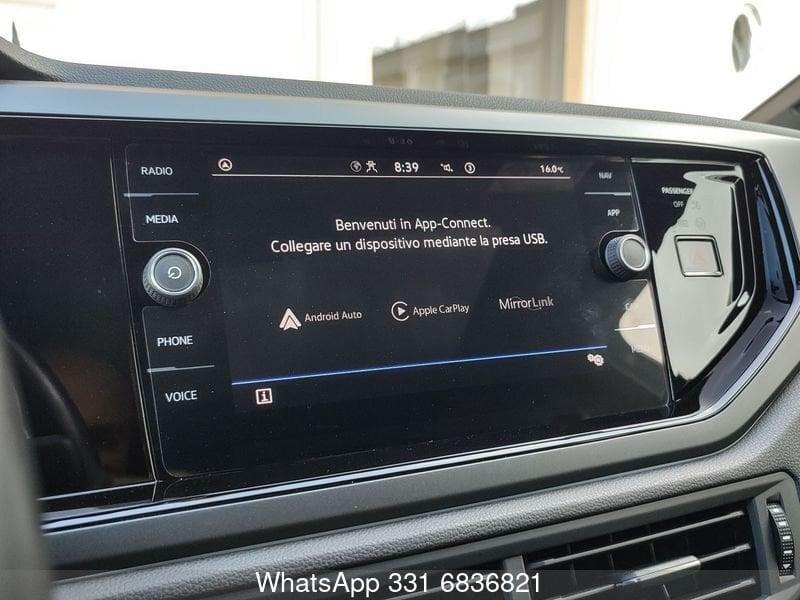 RADIO
8:39
16.0°C
NAV
PASSENGER
OFF
MEDIA
APP
Benvenuti in App-Connect.
Collegare un dispositivo mediante la presa USB.
Android Auto
Apple CarPlay
MirrorLink
PHONE
VOICE
i
WhatsApp 331 6836821